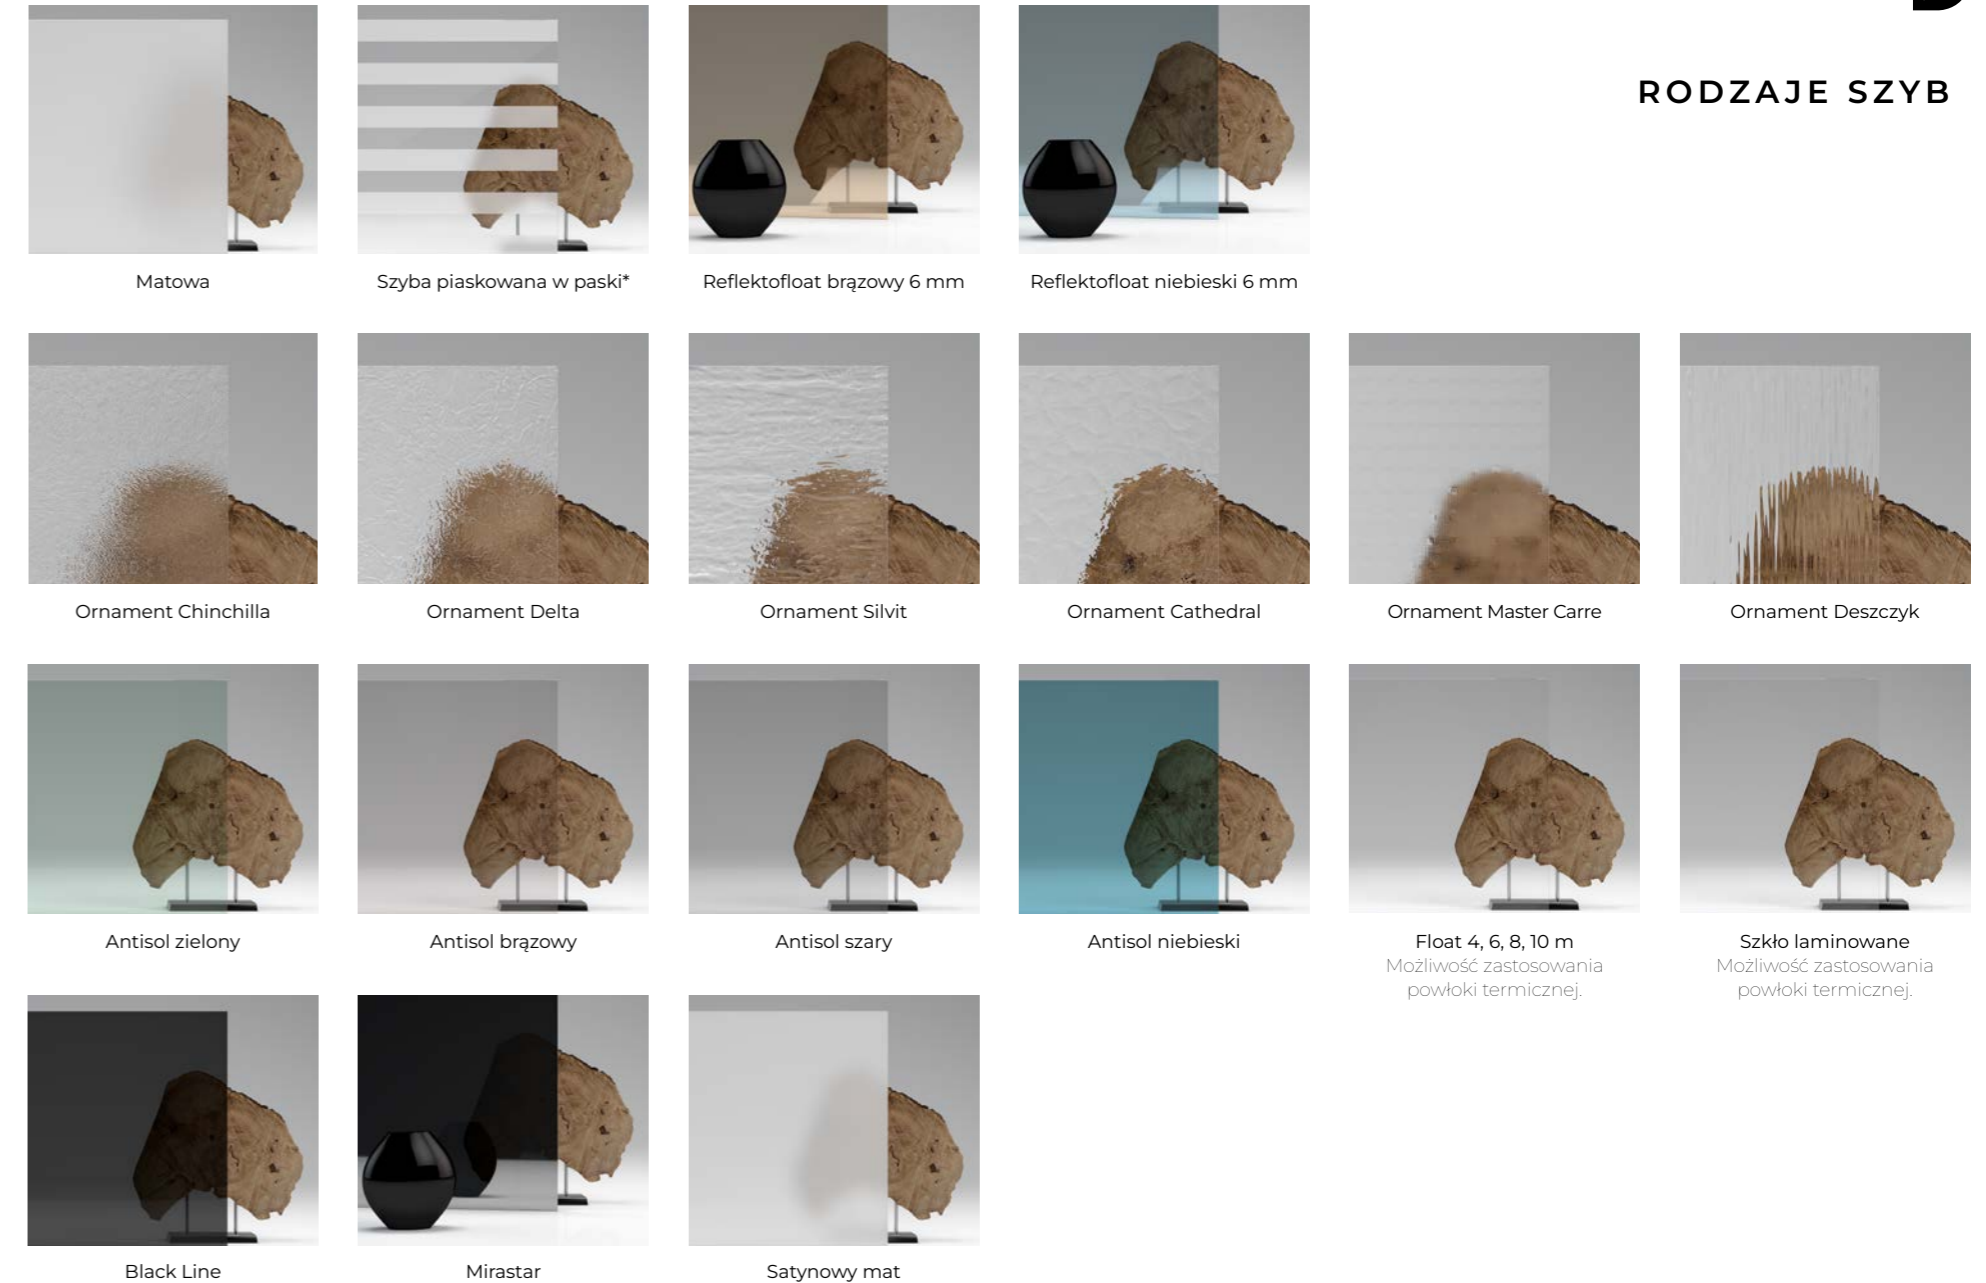 RODZAJE SZYB
Matowa
Szyba piaskowana w paski*
Reflektofloat brązowy 6 mm
Reflektofloat niebieski 6 mm
Ornament Chinchilla
Ornament Delta
Ornament Silvit
Ornament Cathedral
Ornament Master Carre
Ornament Deszczyk
Antisol zielony
Antisol brązowy
Antisol szary
Antisol niebieski
Float 4, 6, 8, 10 m
Możliwość zastosowania
powłoki termicznej.
Szkło laminowane
Możliwość zastosowania
powłoki termicznej.
Black Line
Mirastar
Satynowy mat